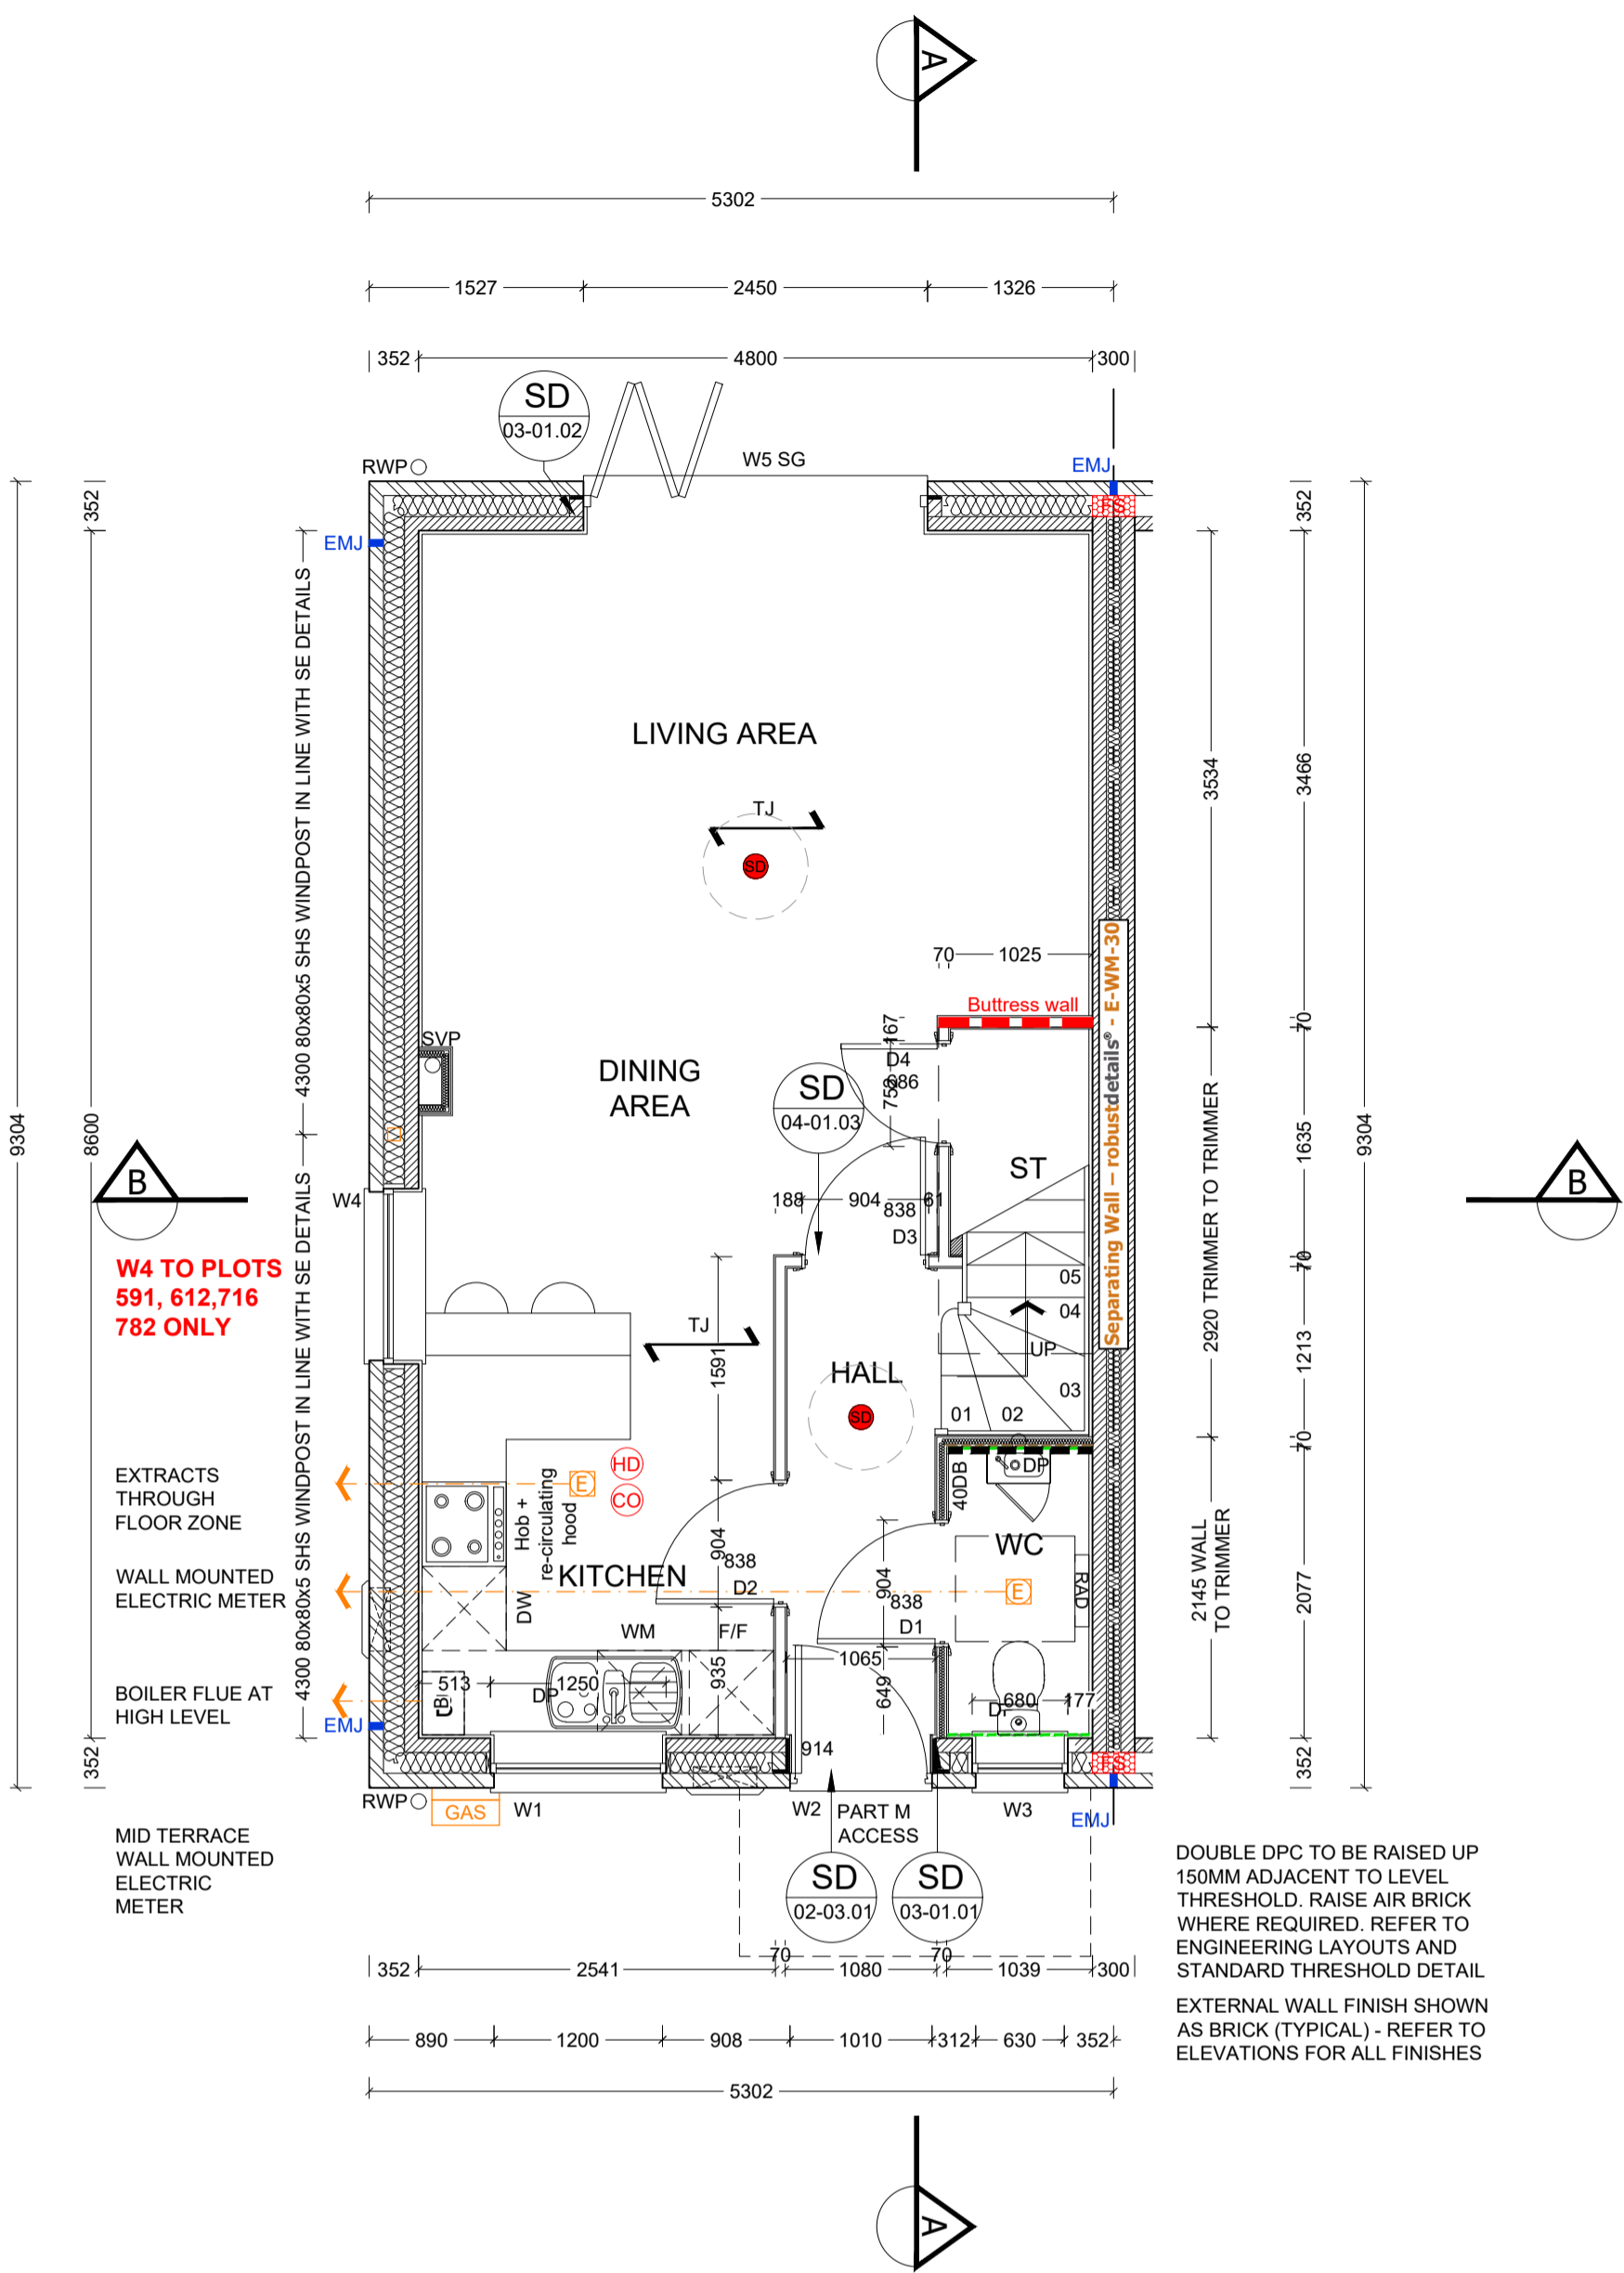 A
5302
1527
2450
1326
352
4800
300
SD
03-01.02
RWP
W5 SG
EMJ
FS
352
352
EMJ
9304
8600
4300 80x80x5 SHS WINDPOST IN LINE WITH SE DETAILS
LIVING AREA
TJ
SD
3534
3466
9304
70
1025
Buttress wall
167
70
SVP
DINING
AREA
SD
04-01.03
D4
686
758
ST
Separating Wall – robustdetails® - E-WM-30
2920 TRIMMER TO TRIMMER
1635
B
B
W4
188
904
61
838
D3
70
W4 TO PLOTS
591, 612,716
782 ONLY
4300 80x80x5 SHS WINDPOST IN LINE WITH SE DETAILS
TJ
1591
HALL
SD
05
04
UP
03
01
02
1213
70
EXTRACTS
THROUGH
FLOOR ZONE
E
HD
CO
Hob +
re-circulating
hood
40DB
DP
WC
WALL MOUNTED
ELECTRIC METER
KITCHEN
904
838
D2
904
838
D1
E
RAD
2145 WALL
TO TRIMMER
2077
DW
WM
F/F
BOILER FLUE AT
HIGH LEVEL
513
1250
DP
935
1065
649
680
177
EMJ
914
352
FS
352
RWP
GAS
W1
W2
PART M
ACCESS
W3
EMJ
MID TERRACE
WALL MOUNTED
ELECTRIC
METER
SD
02-03.01
SD
03-01.01
DOUBLE DPC TO BE RAISED UP
150MM ADJACENT TO LEVEL
THRESHOLD. RAISE AIR BRICK
WHERE REQUIRED. REFER TO
ENGINEERING LAYOUTS AND
STANDARD THRESHOLD DETAIL
70
70
352
2541
1080
1039
300
EXTERNAL WALL FINISH SHOWN
AS BRICK (TYPICAL) - REFER TO
ELEVATIONS FOR ALL FINISHES
890
1200
908
1010
312
630
352
5302
A